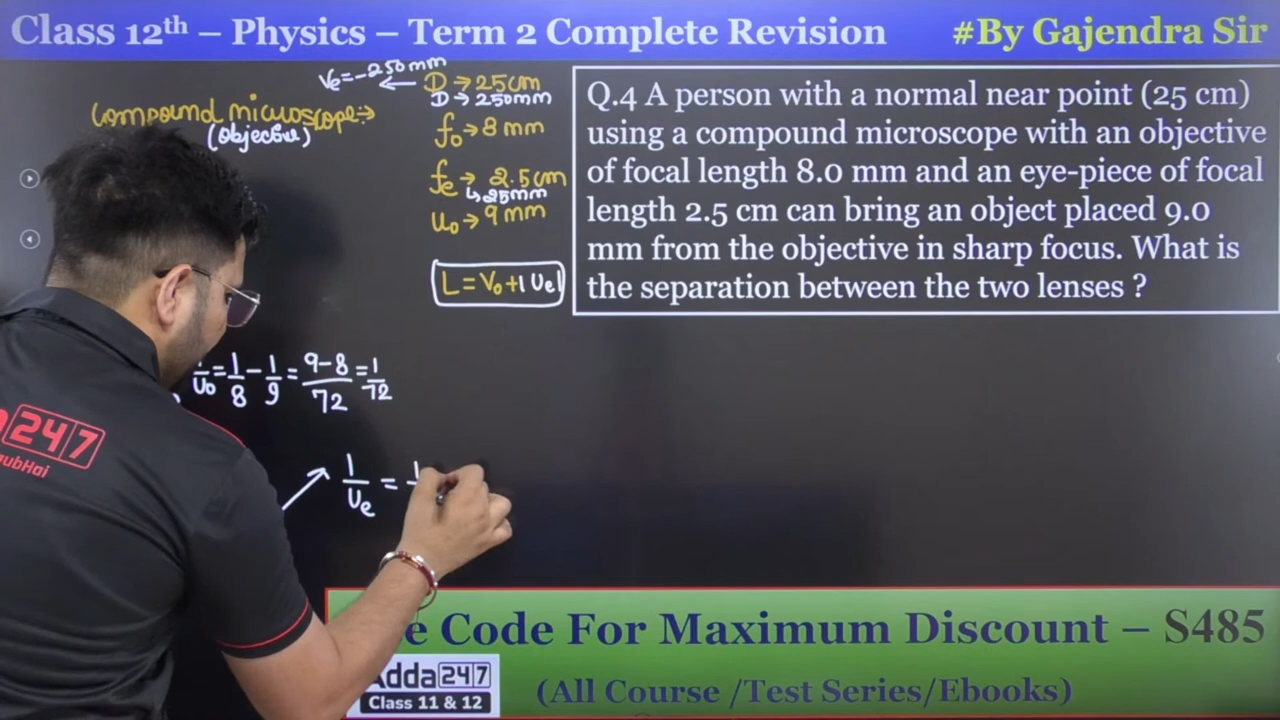 Class 12th – Physics – Term 2 Complete Revision #By Gajendra Sir
Compound microscope:→
(Objective)
Ve=-250mm ← D → 25cm
D → 250mm
fo → 8 mm
fe → 2.5cm
↳ 25mm
uo → 9 mm
L = Vo+|Ue|
Q.4 A person with a normal near point (25 cm)
using a compound microscope with an objective
of focal length 8.0 mm and an eye-piece of focal
length 2.5 cm can bring an object placed 9.0
mm from the objective in sharp focus. What is
the separation between the two lenses ?
= 1/8 - 1/9 = 9-8/72 = 1/72
1/Ue =
Code For Maximum Discount – S485
(All Course /Test Series/Ebooks)
Adda247
Class 11 & 12
247